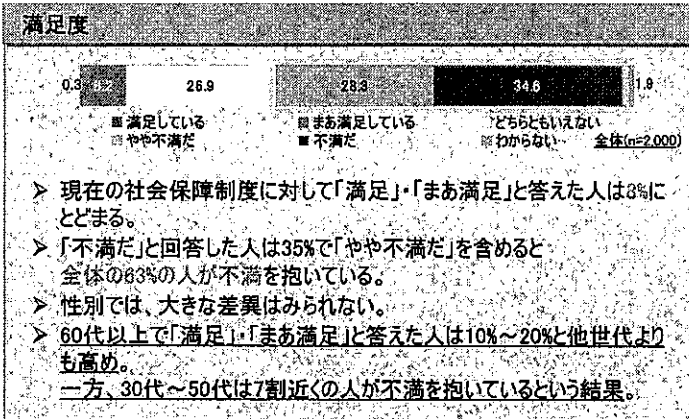 満足度
0.3 8.2 26.9 28.3 34.6 1.9
■満足している ■まあ満足している どちらともいえない
■やや不満だ ■不満だ ■わからない 全体(n=2,000)
➢ 現在の社会保障制度に対して「満足」・「まあ満足」と答えた人は8%に
とどまる。
➢ 「不満だ」と回答した人は35%で「やや不満だ」を含めると
全体の63%の人が不満を抱いている。
➢ 性別では、大きな差異はみられない。
➢ 60代以上で「満足」・「まあ満足」と答えた人は10%～20%と他世代より
も高め。
一方、30代～50代は7割近くの人が不満を抱いているという結果。